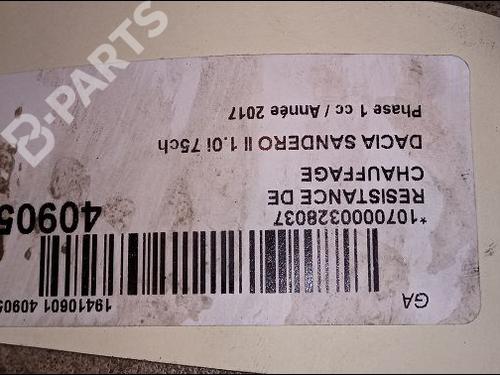 GA
19410601 40905
*1070000328037
40905
RESISTANCE DE
CHAUFFAGE
DACIA SANDERO II 1.0i 75ch
Phase 1 cc / Année 2017
B-PARTS